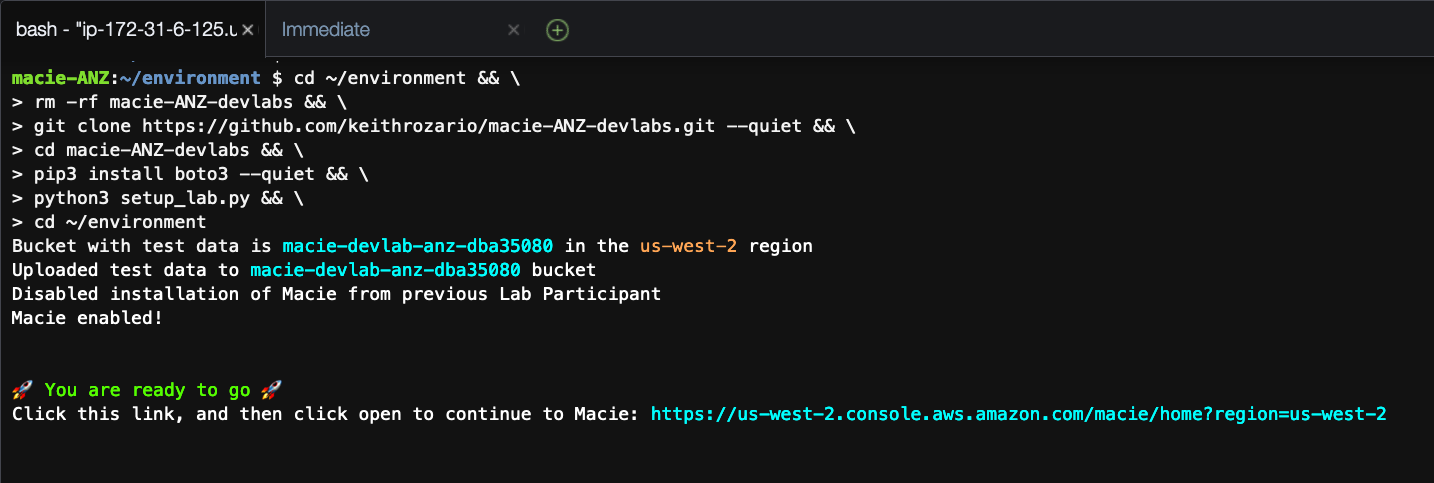 bash - "ip-172-31-6-125.u
Immediate
macie-ANZ:~/environment $ cd ~/environment && \
> rm -rf macie-ANZ-devlabs && \
> git clone https://github.com/keithrozario/macie-ANZ-devlabs.git --quiet && \
> cd macie-ANZ-devlabs && \
> pip3 install boto3 --quiet && \
> python3 setup_lab.py && \
> cd ~/environment
Bucket with test data is macie-devlab-anz-dba35080 in the us-west-2 region
Uploaded test data to macie-devlab-anz-dba35080 bucket
Disabled installation of Macie from previous Lab Participant
Macie enabled!
🚀 You are ready to go 🚀
Click this link, and then click open to continue to Macie: https://us-west-2.console.aws.amazon.com/macie/home?region=us-west-2